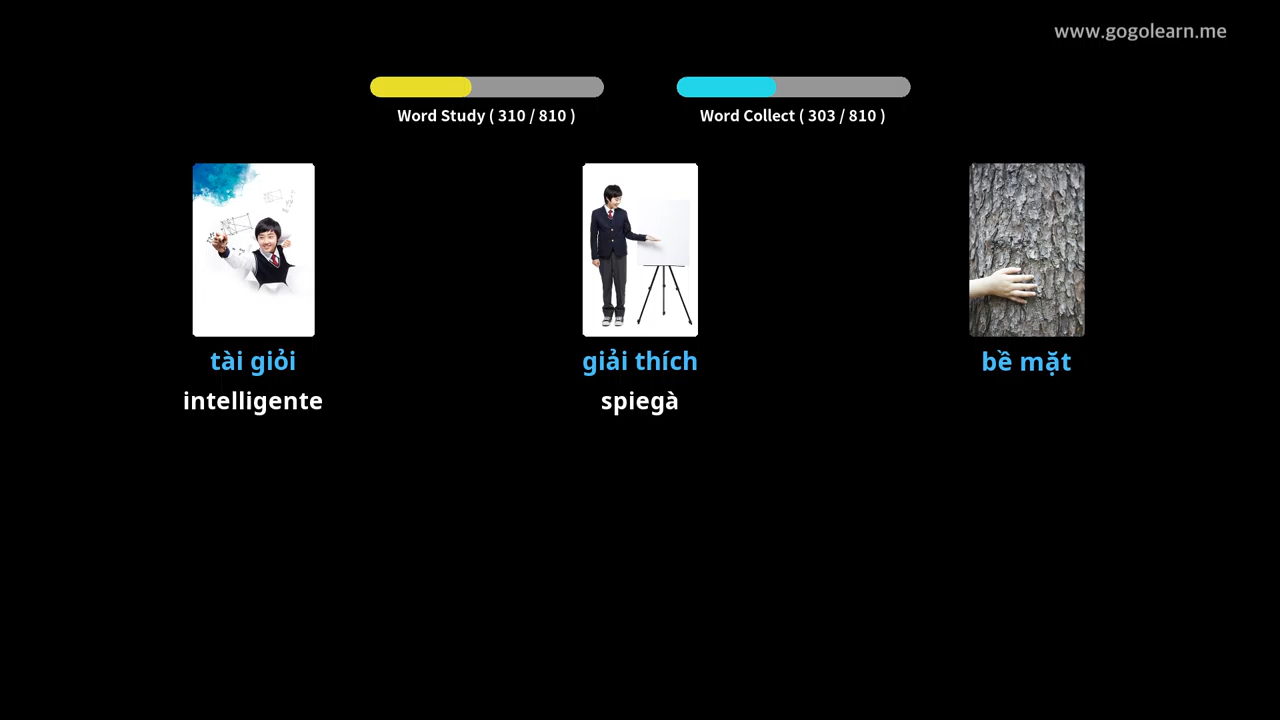 www.gogolearn.me
Word Study ( 310 / 810 )
Word Collect ( 303 / 810 )
tài giỏi
giải thích
bề mặt
intelligente
spiegà